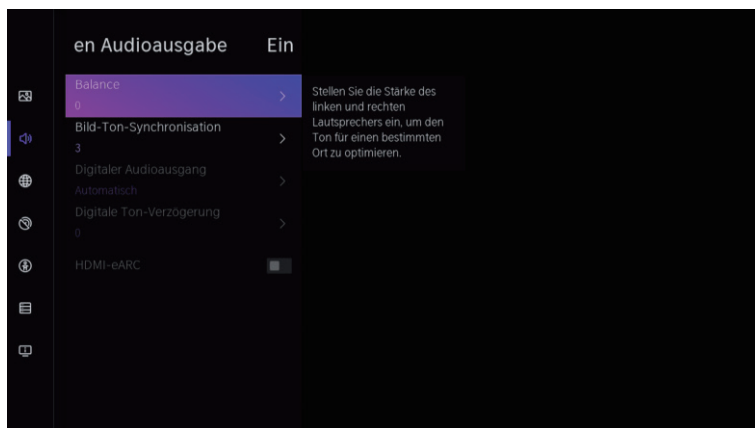 en Audioausgabe Ein
Balance
0
Bild-Ton-Synchronisation
3
Digitaler Audioausgang
Automatisch
Digitale Ton-Verzögerung
0
HDMI-eARC
Stellen Sie die Stärke des
linken und rechten
Lautsprechers ein, um den
Ton für einen bestimmten
Ort zu optimieren.